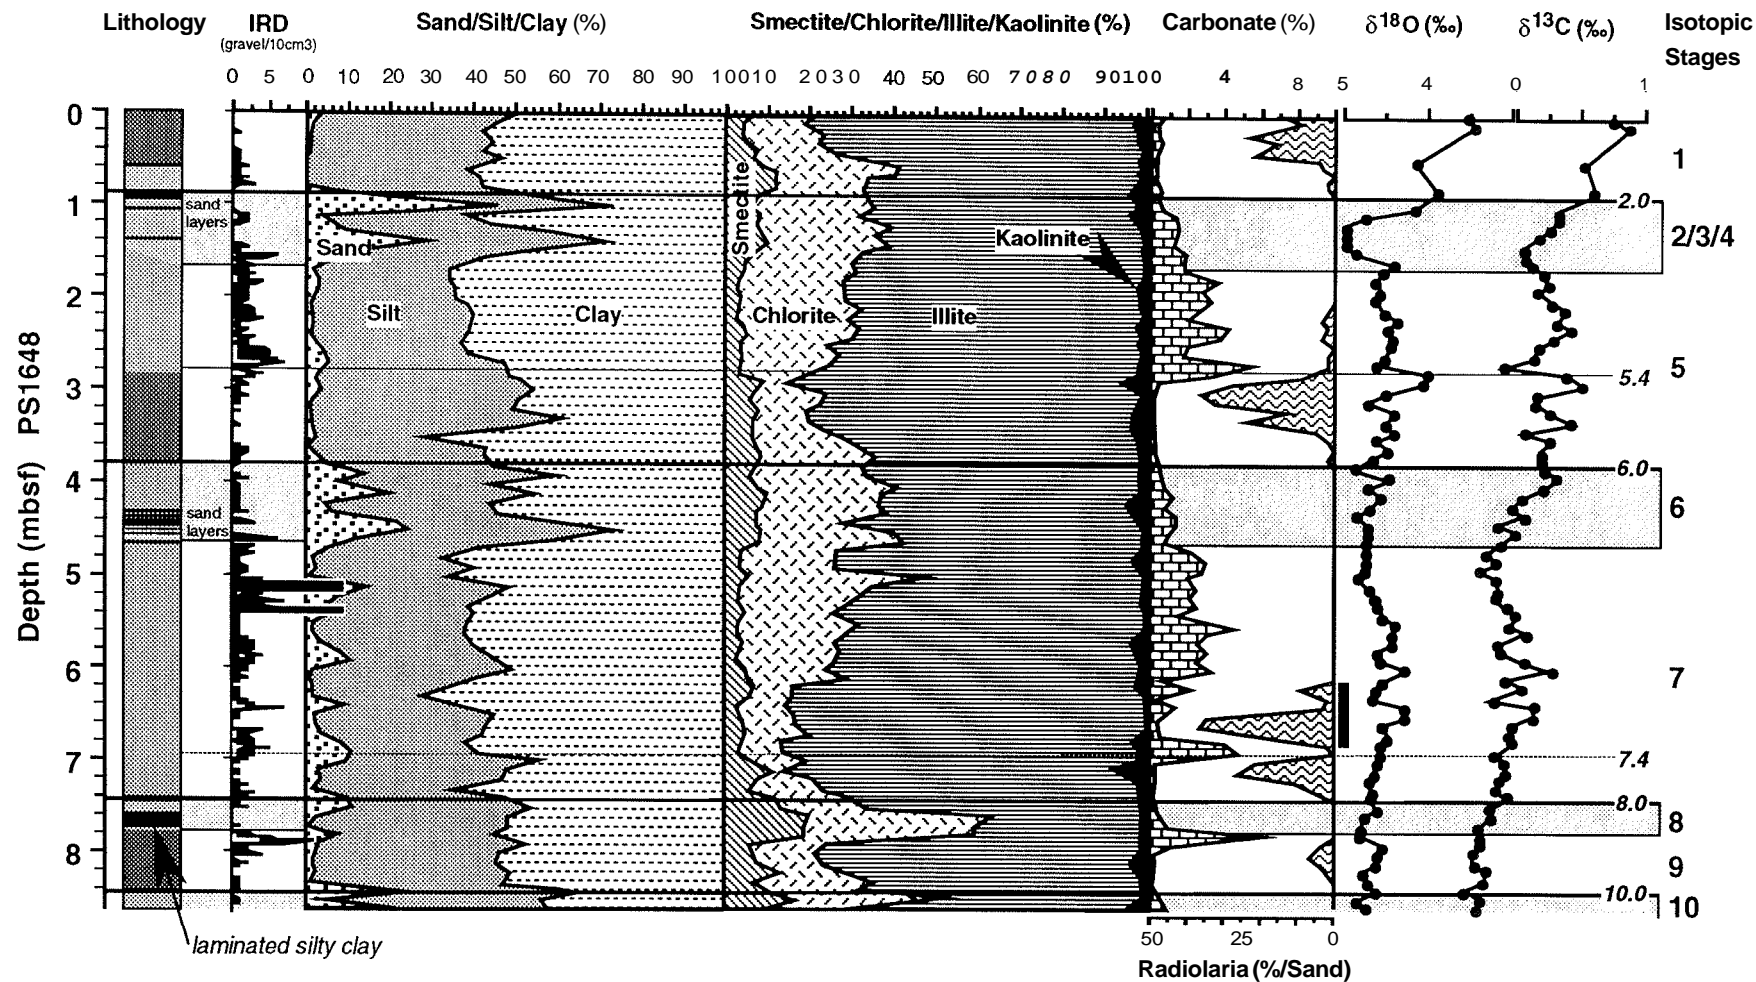 Lithology IRD Sand/Silt/Clay (%) Smectite/Chlorite/Illite/Kaolinite (%) Carbonate (%) δ18O (‰) δ13C (‰) Isotopic
(gravel/10cm3) Stages
0 5 0 10 20 30 40 50 60 70 80 90 100 0 10 20 30 40 50 60 70 80 90 100 4 8 5 4 0 1
Depth (mbsf) PS1648
0
1
2
3
4
5
6
7
8
sand
layers
sand
layers
Sand
Silt
Clay
Smectite
Chlorite
Illite
Kaolinite
1
2.0
2/3/4
5
5.4
6.0
6
7
7.4
8.0
8
9
10.0
10
laminated silty clay
50 25 0
Radiolaria (%/Sand)